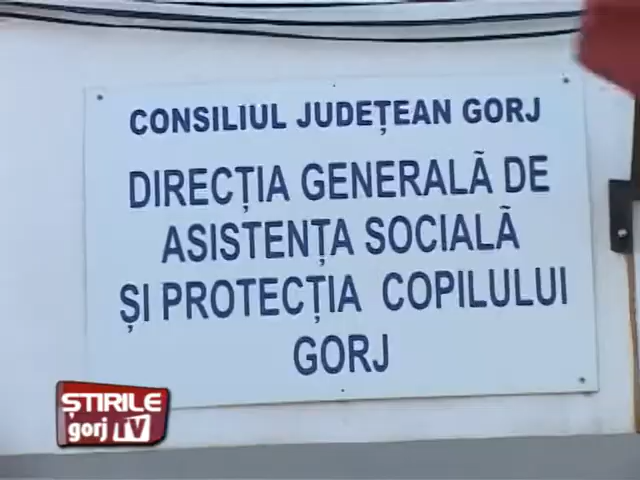 CONSILIUL JUDEȚEAN GORJ
DIRECȚIA GENERALĂ DE
ASISTENȚA SOCIALĂ
ȘI PROTECȚIA COPILULUI
GORJ
ȘTIRILE
gorj TV